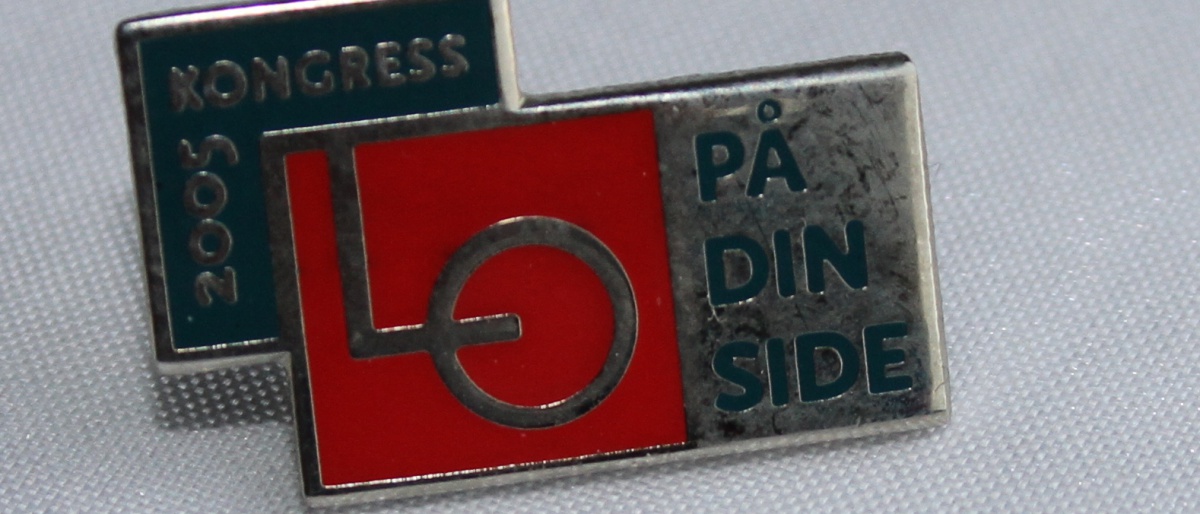 KONGRESS
2005
LO
PÅ
DIN
SIDE